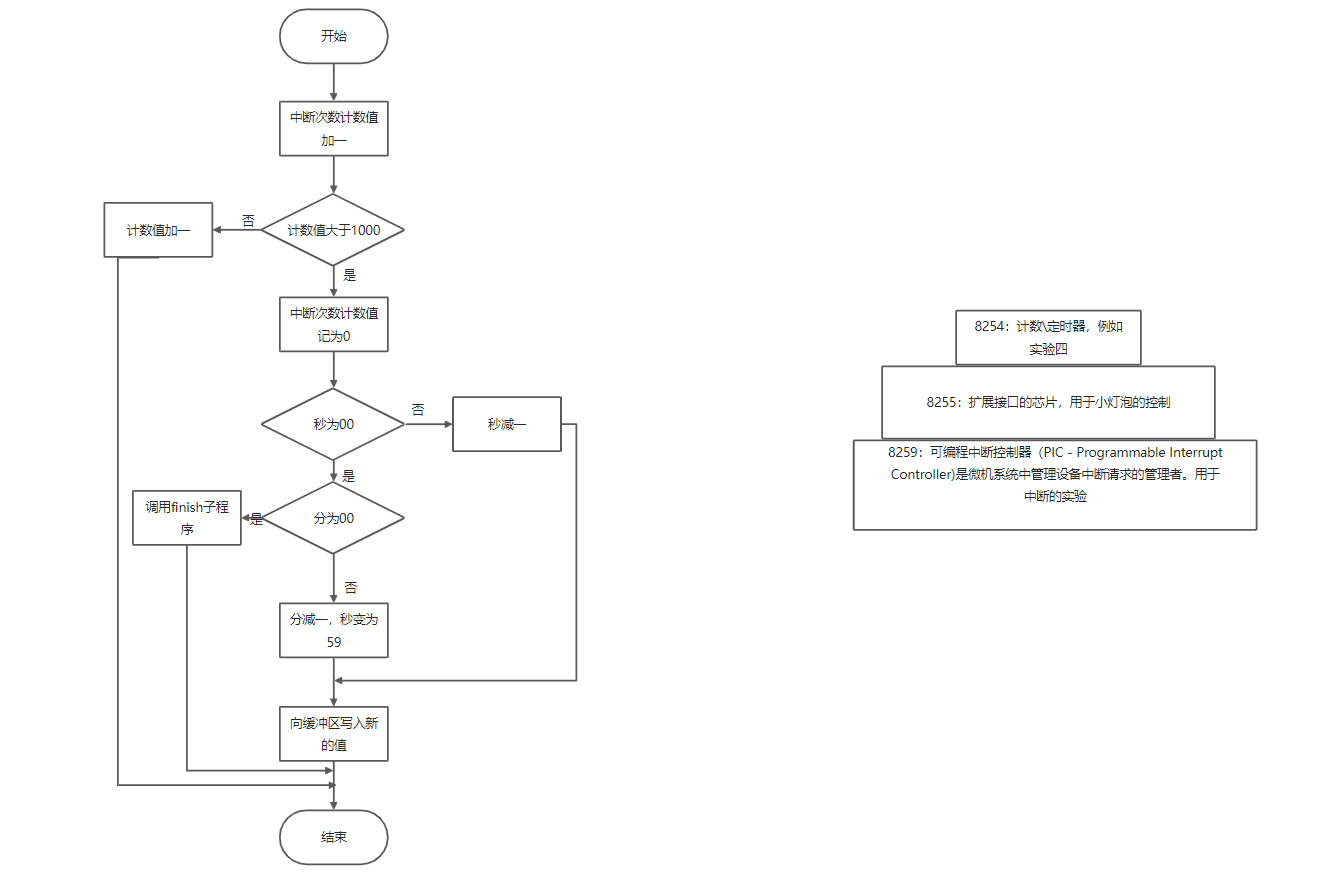 开始
中断次数计数值
加一
计数值大于1000
否
计数值加一
是
中断次数计数值
记为0
秒为00
否
秒减一
是
分为00
是
调用finish子程
序
否
分减一，秒变为
59
向缓冲区写入新
的值
结束
8254：计数\定时器，例如
实验四
8255：扩展接口的芯片，用于小灯泡的控制
8259：可编程中断控制器（PIC - Programmable Interrupt
Controller)是微机系统中管理设备中断请求的管理者。用于
中断的实验